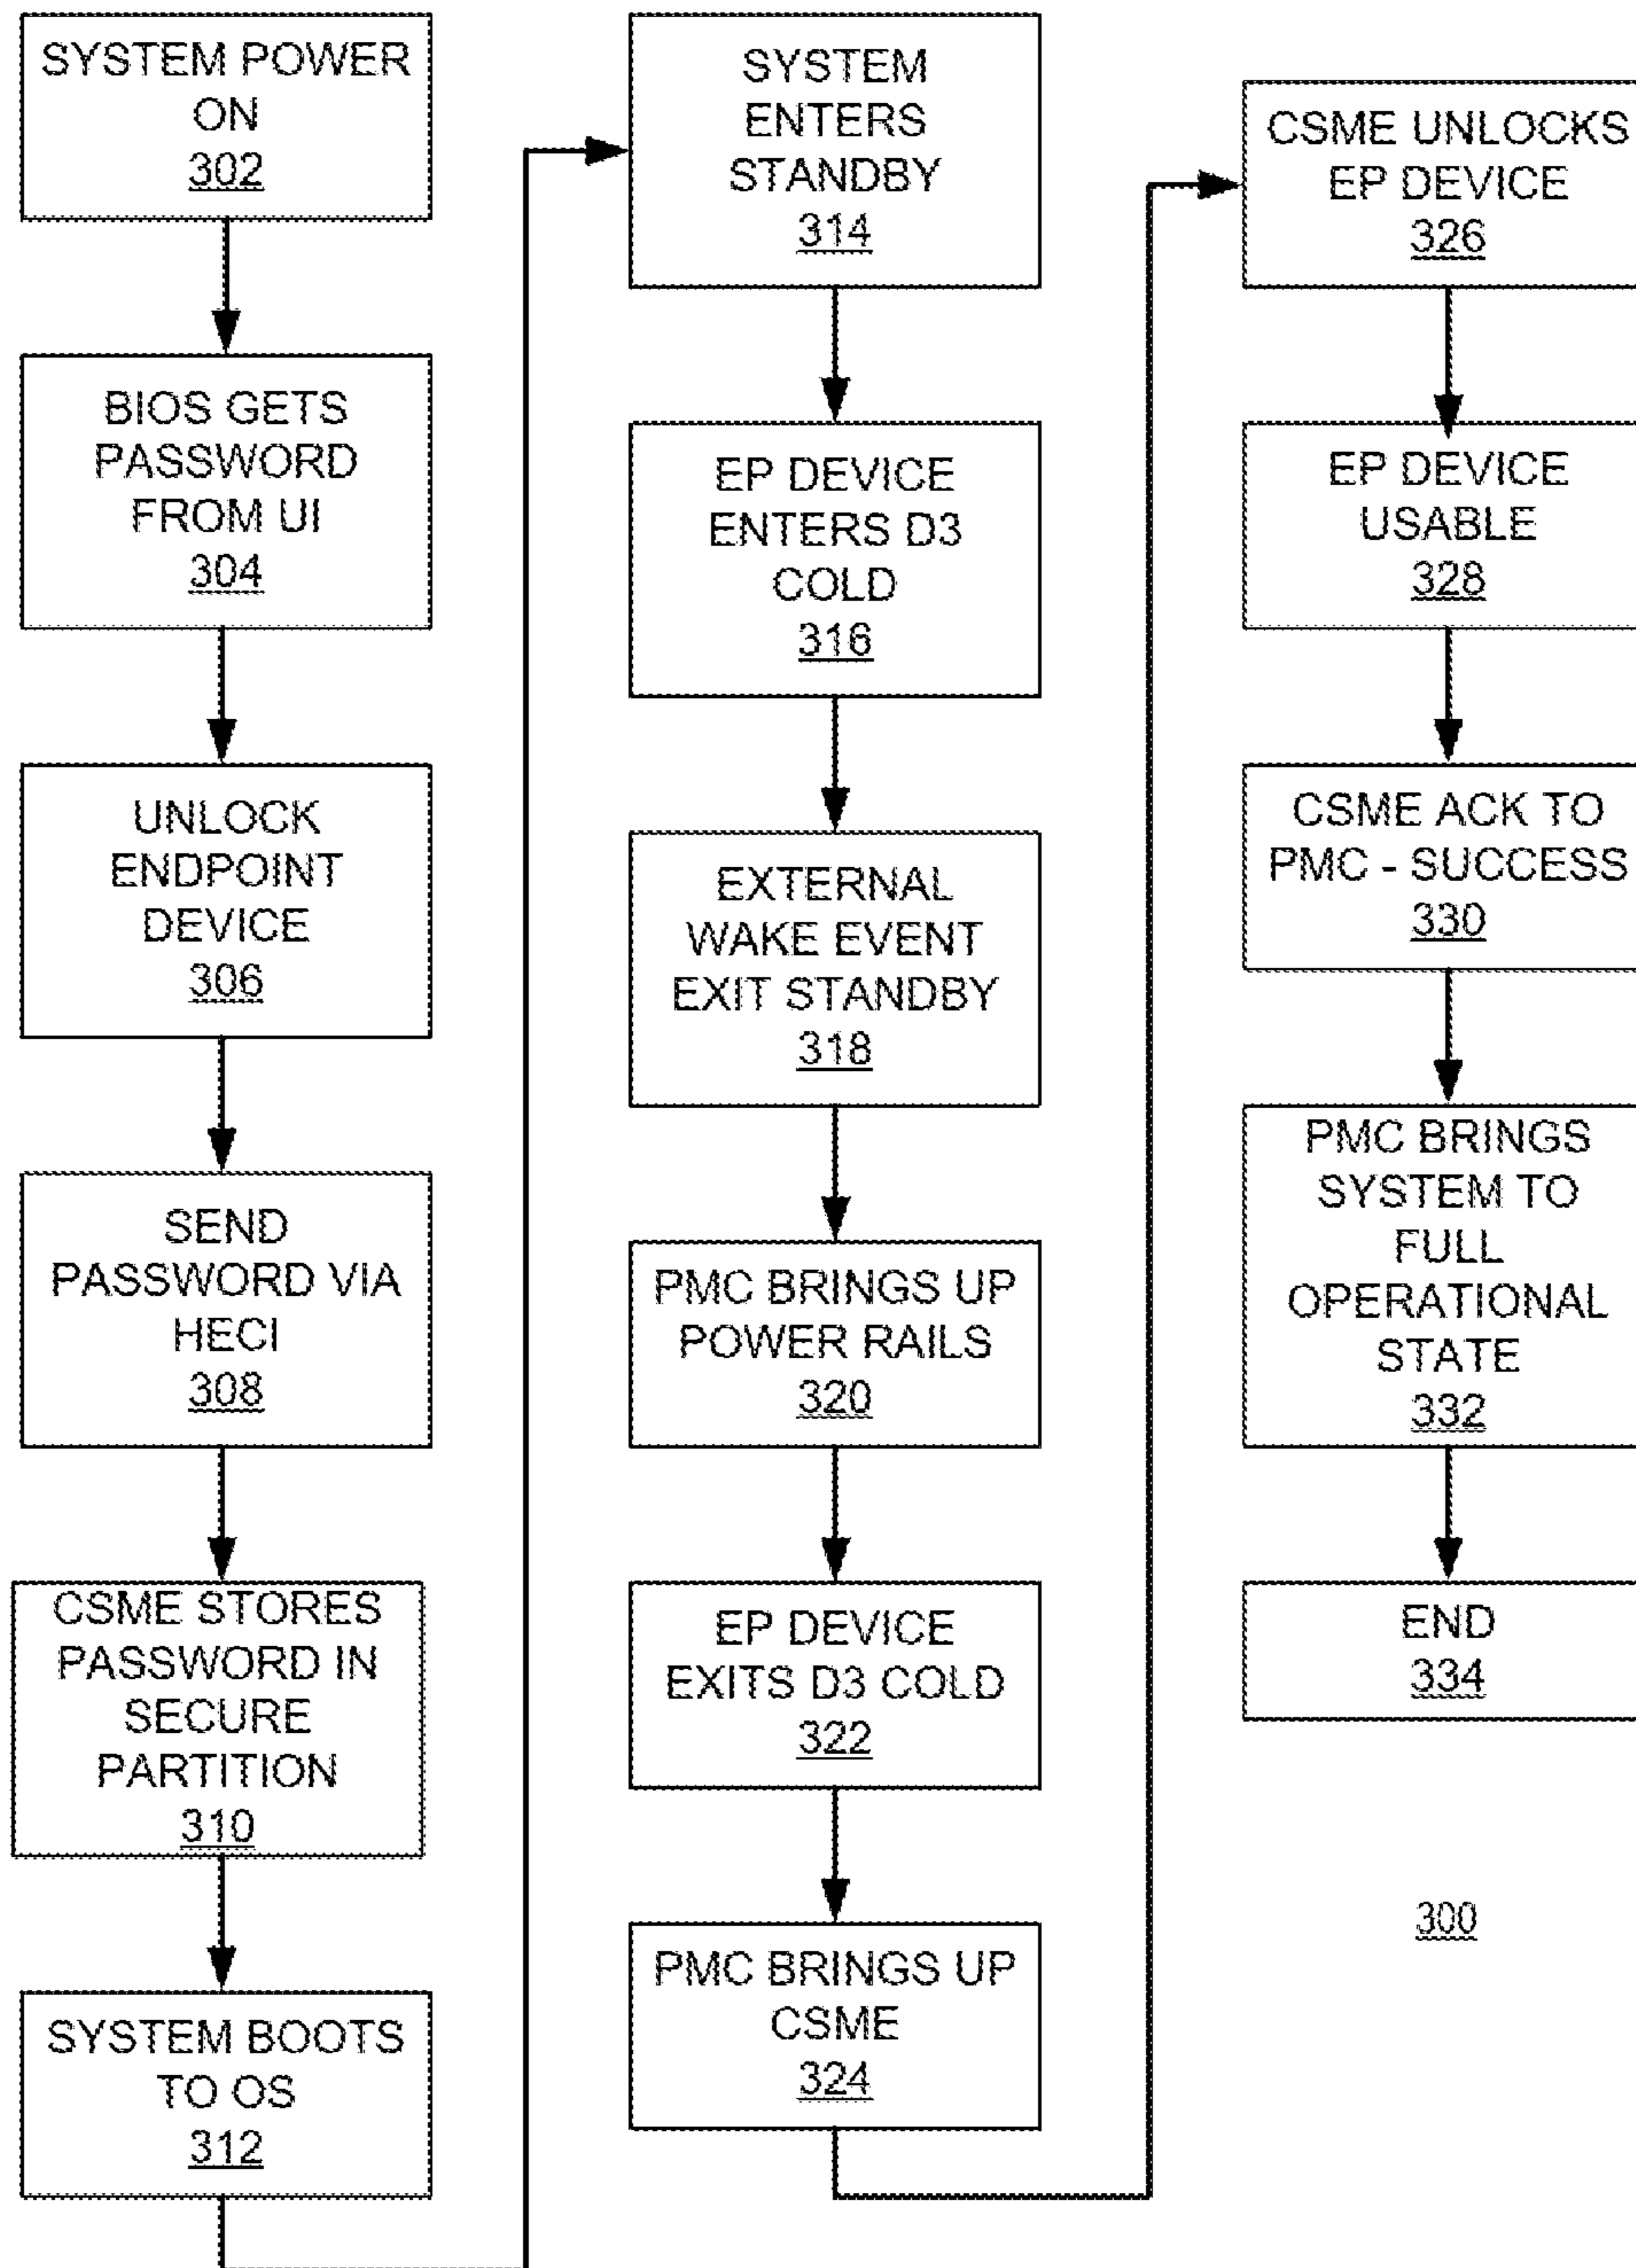 SYSTEM POWER
ON
302
BIOS GETS
PASSWORD
FROM UI
304
UNLOCK
ENDPOINT
DEVICE
306
SEND
PASSWORD VIA
HECI
308
CSME STORES
PASSWORD IN
SECURE
PARTITION
310
SYSTEM BOOTS
TO OS
312
SYSTEM
ENTERS
STANDBY
314
EP DEVICE
ENTERS D3
COLD
316
EXTERNAL
WAKE EVENT
EXIT STANDBY
318
PMC BRINGS UP
POWER RAILS
320
EP DEVICE
EXITS D3 COLD
322
PMC BRINGS UP
CSME
324
CSME UNLOCKS
EP DEVICE
326
EP DEVICE
USABLE
328
CSME ACK TO
PMC - SUCCESS
330
PMC BRINGS
SYSTEM TO
FULL
OPERATIONAL
STATE
332
END
334
300